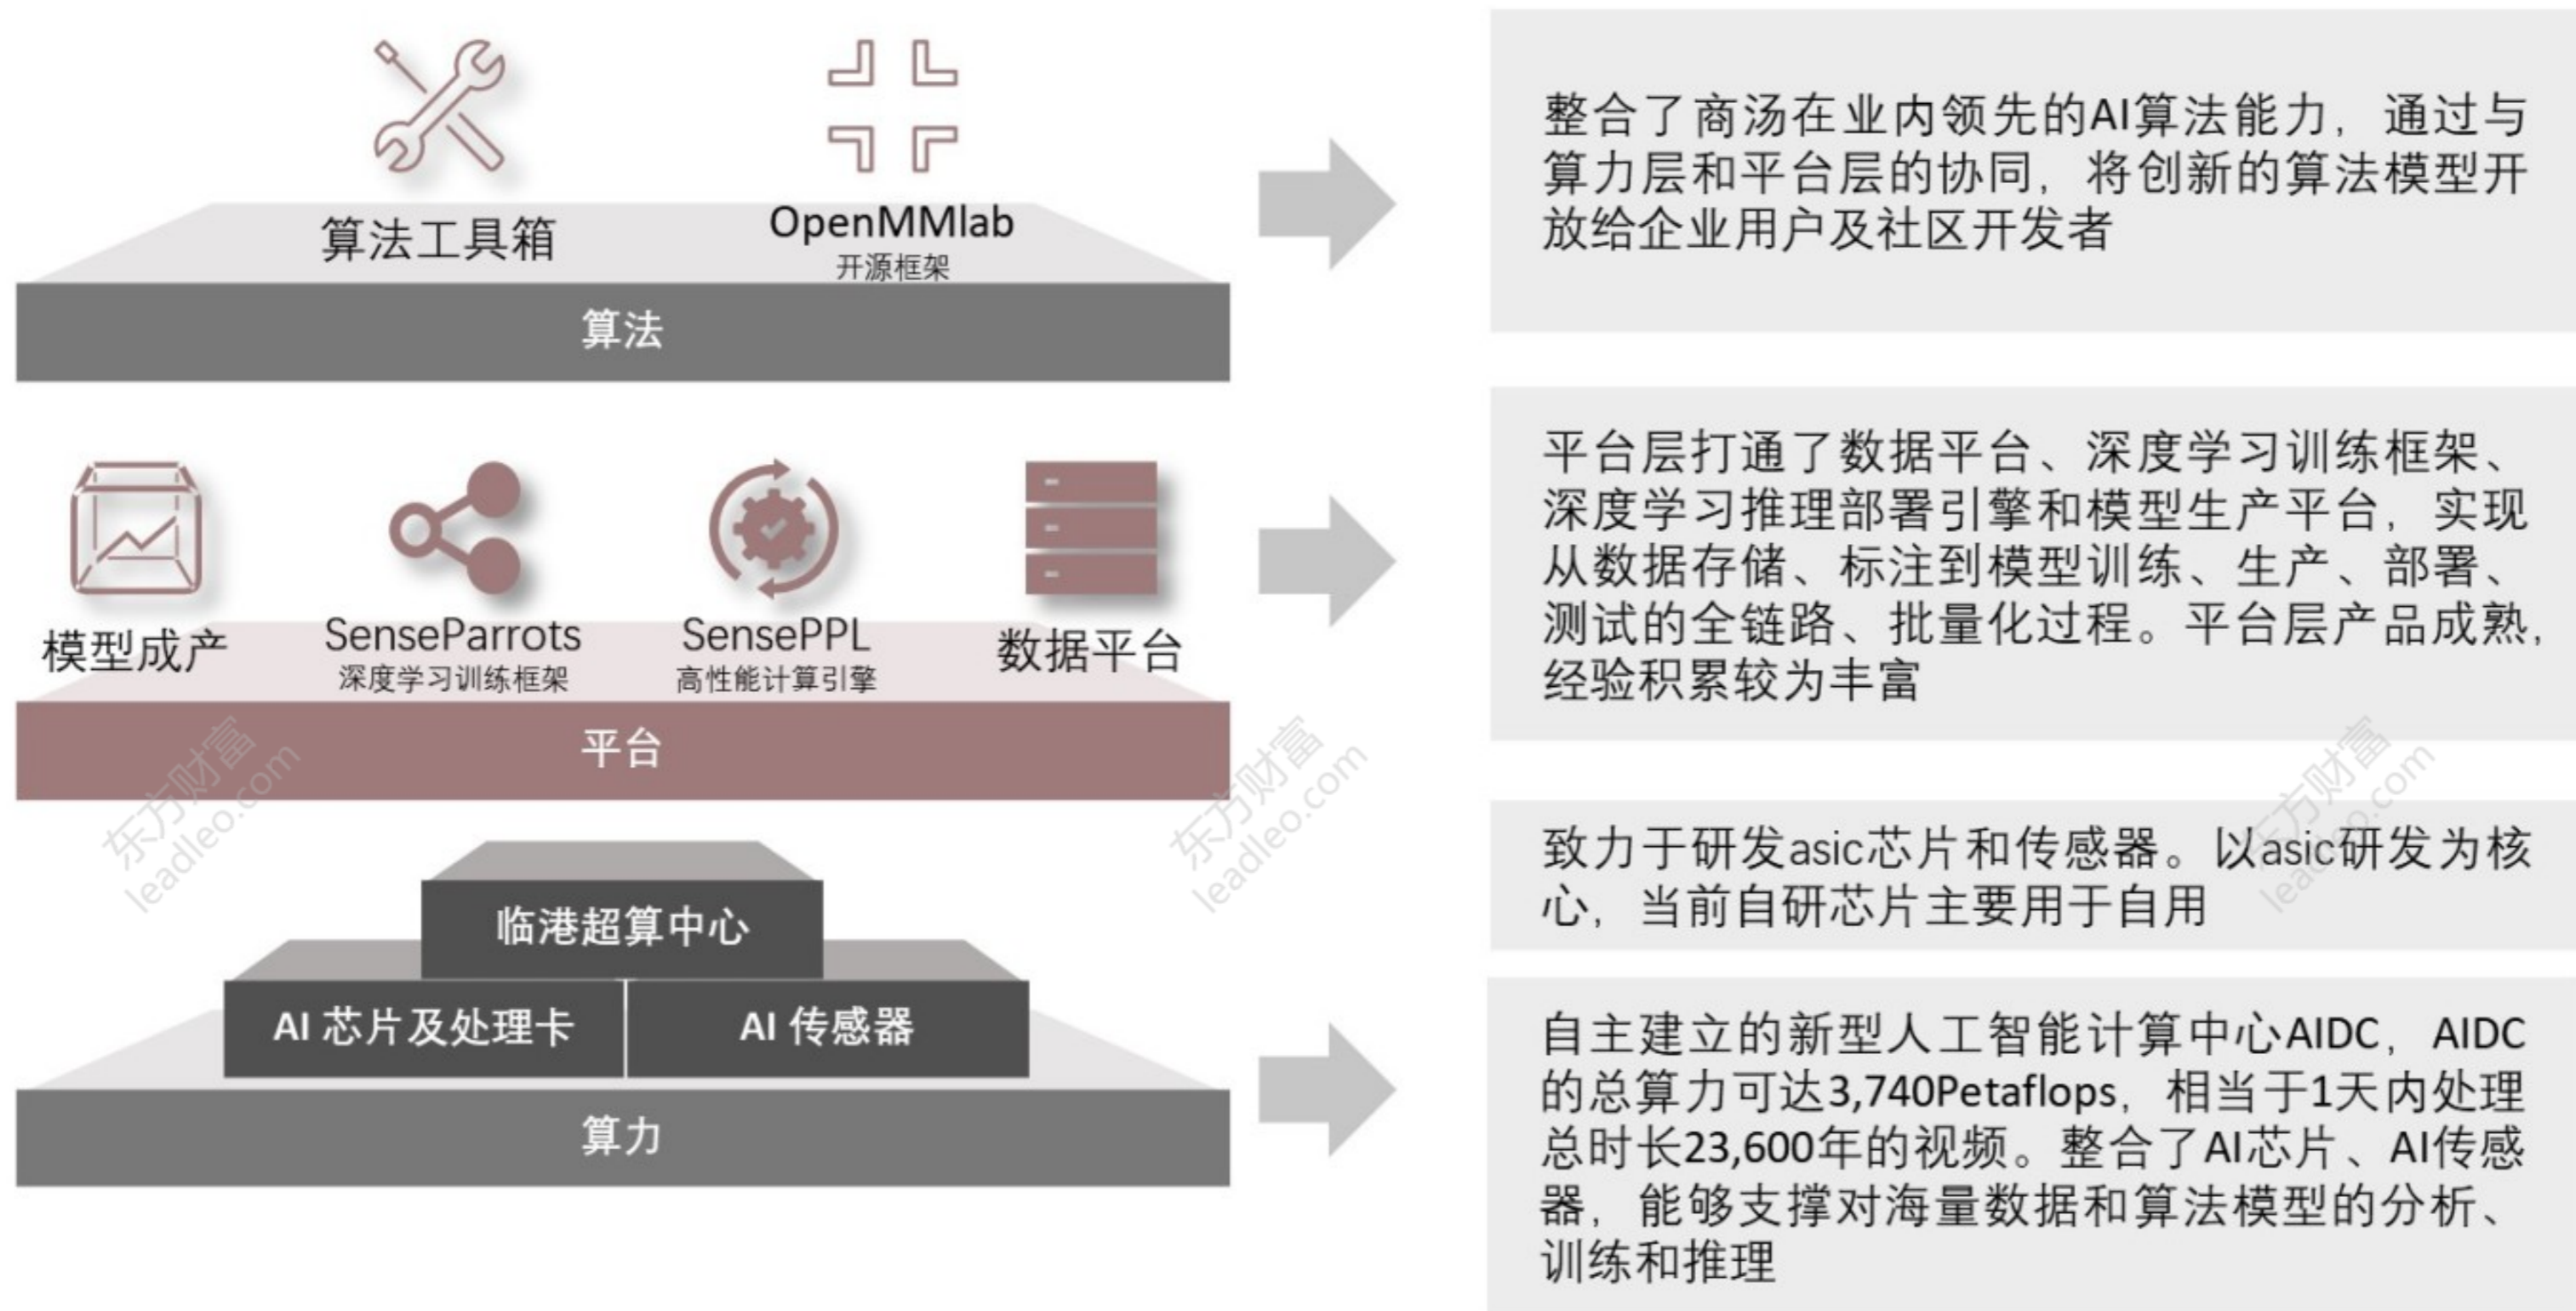 算法工具箱
OpenMMlab
开源框架
算法
整合了商汤在业内领先的AI算法能力，通过与
算力层和平台层的协同，将创新的算法模型开
放给企业用户及社区开发者
模型成产
SenseParrots
深度学习训练框架
SensePPL
高性能计算引擎
数据平台
平台
平台层打通了数据平台、深度学习训练框架、
深度学习推理部署引擎和模型生产平台，实现
从数据存储、标注到模型训练、生产、部署、
测试的全链路、批量化过程。平台层产品成熟，
经验积累较为丰富
临港超算中心
AI 芯片及处理卡
AI 传感器
算力
致力于研发asic芯片和传感器。以asic研发为核
心，当前自研芯片主要用于自用
自主建立的新型人工智能计算中心AIDC，AIDC
的总算力可达3,740Petaflops，相当于1天内处理
总时长23,600年的视频。整合了AI芯片、AI传感
器，能够支撑对海量数据和算法模型的分析、
训练和推理
东方财富
leadleo.com
东方财富
leadleo.com
东方财富
leadleo.com